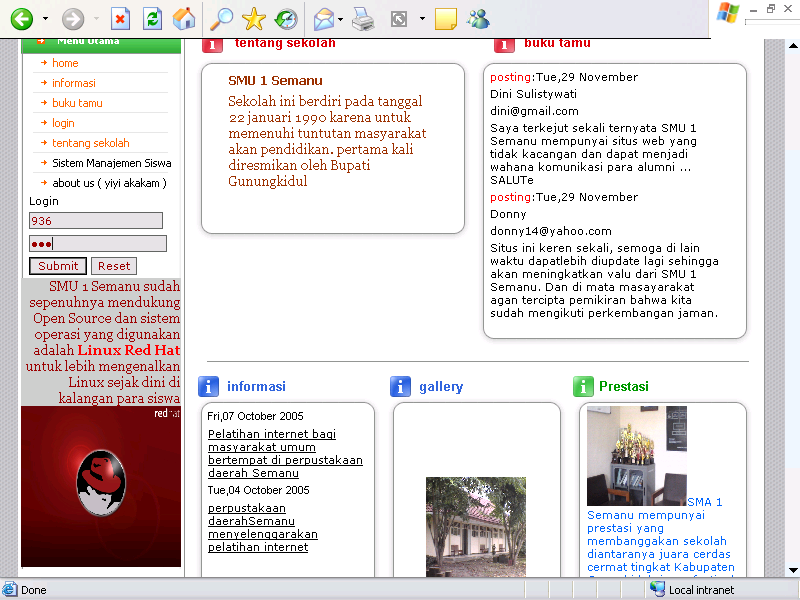 Menu Utama
home
informasi
buku tamu
login
tentang sekolah
Sistem Manajemen Siswa
about us ( yiyi akakam )
Login
936
Submit
Reset
SMU 1 Semanu sudah
sepenuhnya mendukung
Open Source dan sistem
operasi yang digunakan
adalah Linux Red Hat
untuk lebih mengenalkan
Linux sejak dini di
kalangan para siswa
redhat
tentang sekolah
SMU 1 Semanu
Sekolah ini berdiri pada tanggal
22 januari 1990 karena untuk
memenuhi tuntutan masyarakat
akan pendidikan. pertama kali
diresmikan oleh Bupati
Gunungkidul
buku tamu
posting:Tue,29 November
Dini Sulistywati
dini@gmail.com
Saya terkejut sekali ternyata SMU 1
Semanu mempunyai situs web yang
tidak kacangan dan dapat menjadi
wahana komunikasi para alumni ...
SALUTe
posting:Tue,29 November
Donny
donny14@yahoo.com
Situs ini keren sekali, semoga di lain
waktu dapatlebih diupdate lagi sehingga
akan meningkatkan valu dari SMU 1
Semanu. Dan di mata masayarakat
agan tercipta pemikiran bahwa kita
sudah mengikuti perkembangan jaman.
informasi
Fri,07 October 2005
Pelatihan internet bagi
masyarakat umum
bertempat di perpustakaan
daerah Semanu
Tue,04 October 2005
perpustakaan
daerahSemanu
menyelenggarakan
pelatihan internet
gallery
Prestasi
SMA 1
Semanu mempunyai
prestasi yang
membanggakan sekolah
diantaranya juara cerdas
cermat tingkat Kabupaten
Done
Local intranet